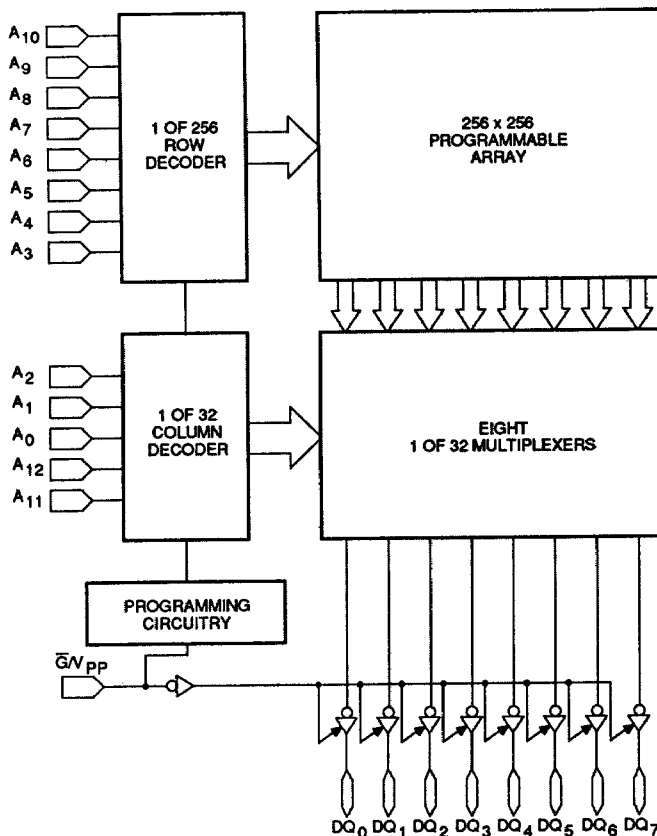 A10
A9
A8
A7
A6
A5
A4
A3
1 OF 256
ROW
DECODER
256 x 256
PROGRAMMABLE
ARRAY
A2
A1
A0
A12
A11
1 OF 32
COLUMN
DECODER
EIGHT
1 OF 32 MULTIPLEXERS
PROGRAMMING
CIRCUITRY
G̅/VPP
DQ0 DQ1 DQ2 DQ3 DQ4 DQ5 DQ6 DQ7